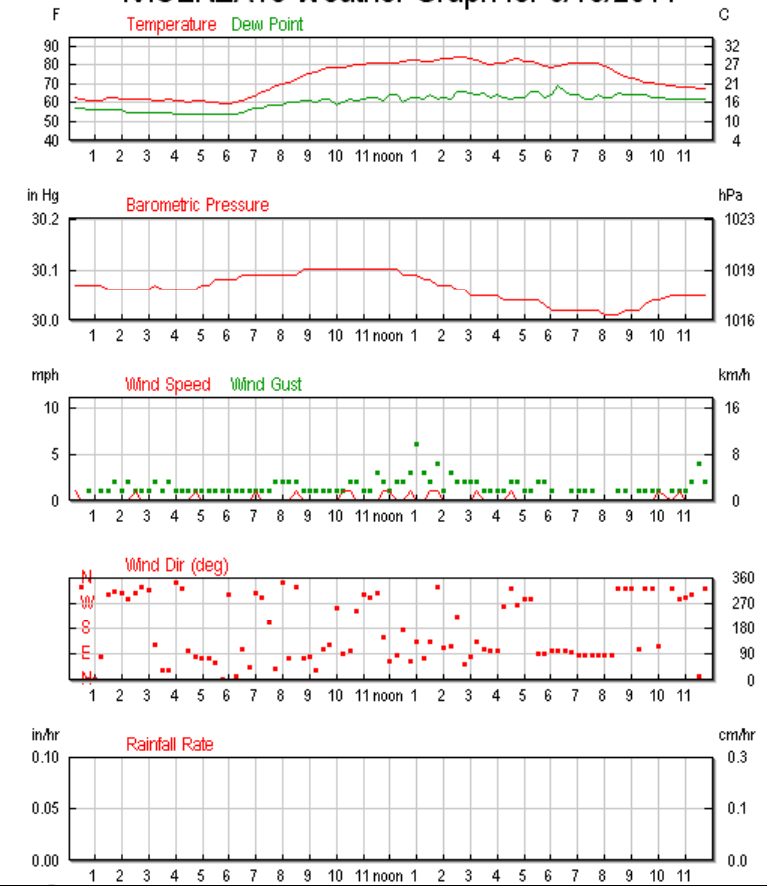 Weather Graph for
F Temperature Dew Point C
90 32
80 27
70 21
60 16
50 10
40 4
1 2 3 4 5 6 7 8 9 10 11 noon 1 2 3 4 5 6 7 8 9 10 11
in Hg Barometric Pressure hPa
30.2 1023
30.1 1019
30.0 1016
1 2 3 4 5 6 7 8 9 10 11 noon 1 2 3 4 5 6 7 8 9 10 11
mph Wind Speed Wind Gust km/h
10 16
5 8
0 0
1 2 3 4 5 6 7 8 9 10 11 noon 1 2 3 4 5 6 7 8 9 10 11
Wind Dir (deg)
N 360
W 270
S 180
E 90
N 0
1 2 3 4 5 6 7 8 9 10 11 noon 1 2 3 4 5 6 7 8 9 10 11
in/hr Rainfall Rate cm/hr
0.10 0.3
0.05 0.1
0.00 0.0
1 2 3 4 5 6 7 8 9 10 11 noon 1 2 3 4 5 6 7 8 9 10 11